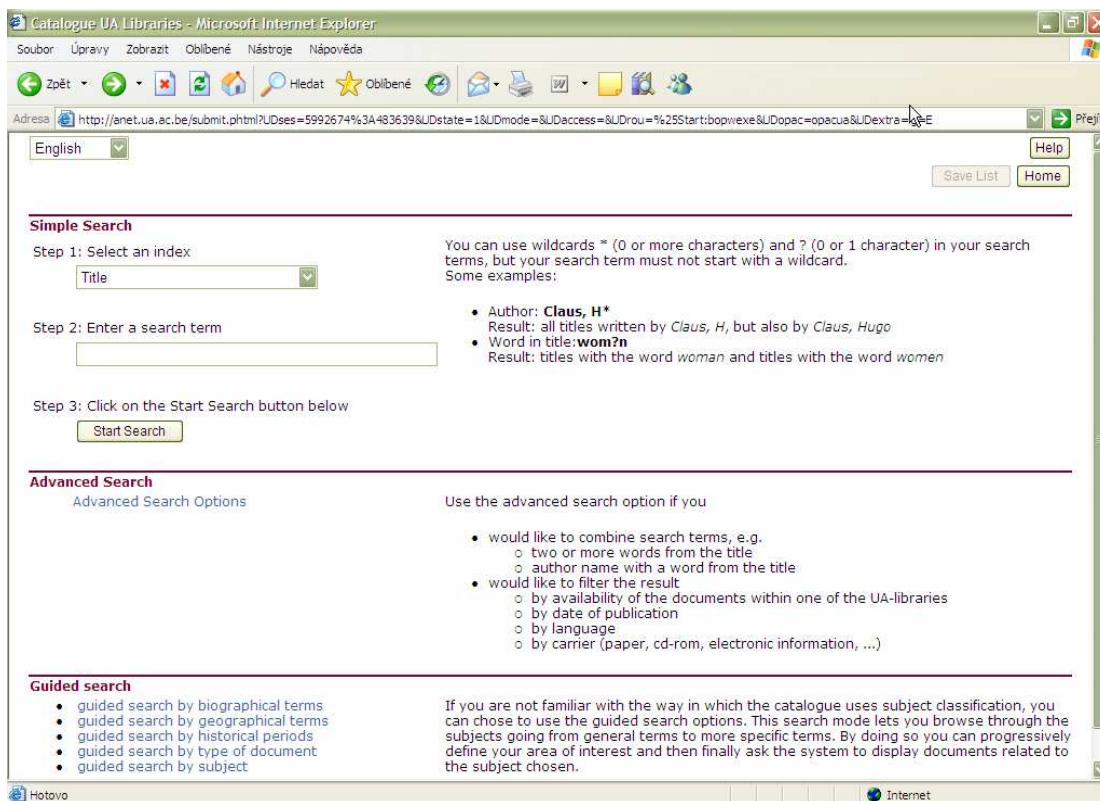 Catalogue UA Libraries - Microsoft Internet Explorer
Soubor Úpravy Zobrazit Oblíbené Nástroje Nápověda
Zpět Hledat Oblíbené
Adresa http://anet.ua.ac.be/submit.phtml?UDses=5992674%3A483639&UDstate=1&UDmode=&UDaccess=&UDrou=%25Start:bopwexe&UDopac=opacua&UDextra= Přejít
English Help
Save List Home
Simple Search
Step 1: Select an index
Title
Step 2: Enter a search term
Step 3: Click on the Start Search button below
Start Search
You can use wildcards * (0 or more characters) and ? (0 or 1 character) in your search
terms, but your search term must not start with a wildcard.
Some examples:
• Author: Claus, H*
Result: all titles written by Claus, H, but also by Claus, Hugo
• Word in title:wom?n
Result: titles with the word woman and titles with the word women
Advanced Search
Advanced Search Options
Use the advanced search option if you
• would like to combine search terms, e.g.
○ two or more words from the title
○ author name with a word from the title
• would like to filter the result
○ by availability of the documents within one of the UA-libraries
○ by date of publication
○ by language
○ by carrier (paper, cd-rom, electronic information, ...)
Guided search
• guided search by biographical terms
• guided search by geographical terms
• guided search by historical periods
• guided search by type of document
• guided search by subject
If you are not familiar with the way in which the catalogue uses subject classification, you
can chose to use the guided search options. This search mode lets you browse through the
subjects going from general terms to more specific terms. By doing so you can progressively
define your area of interest and then finally ask the system to display documents related to
the subject chosen.
Hotovo Internet